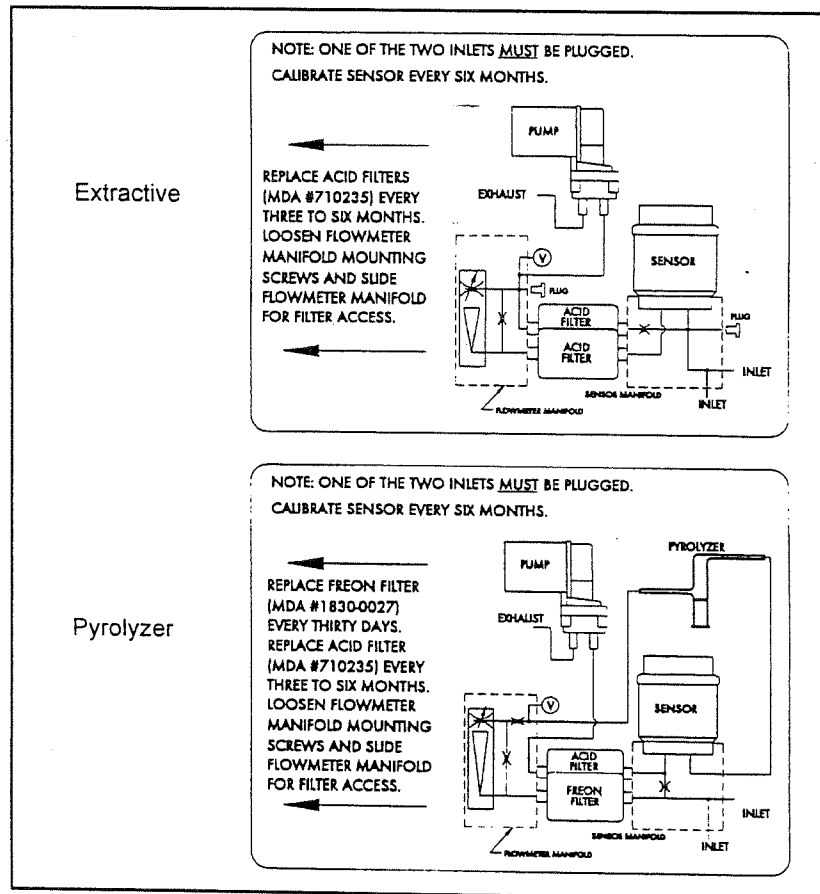 Extractive
NOTE: ONE OF THE TWO INLETS MUST BE PLUGGED.
CALIBRATE SENSOR EVERY SIX MONTHS.
REPLACE ACID FILTERS
(MDA #710235) EVERY
THREE TO SIX MONTHS.
LOOSEN FLOWMETER
MANIFOLD MOUNTING
SCREWS AND SLIDE
FLOWMETER MANIFOLD
FOR FILTER ACCESS.
PUMP
EXHAUST
V
SENSOR
PLUG
ACID
FILTER
PLUG
ACID
FILTER
INLET
SENSOR MANIFOLD
INLET
FLOWMETER MANIFOLD
Pyrolyzer
NOTE: ONE OF THE TWO INLETS MUST BE PLUGGED.
CALIBRATE SENSOR EVERY SIX MONTHS.
REPLACE FREON FILTER
(MDA #1830-0027)
EVERY THIRTY DAYS.
REPLACE ACID FILTER
(MDA #710235) EVERY
THREE TO SIX MONTHS.
LOOSEN FLOWMETER
MANIFOLD MOUNTING
SCREWS AND SLIDE
FLOWMETER MANIFOLD
FOR FILTER ACCESS.
PYROLYZER
PUMP
EXHAUST
V
SENSOR
ACID
FILTER
FREON
FILTER
INLET
SENSOR MANIFOLD
INLET
FLOWMETER MANIFOLD